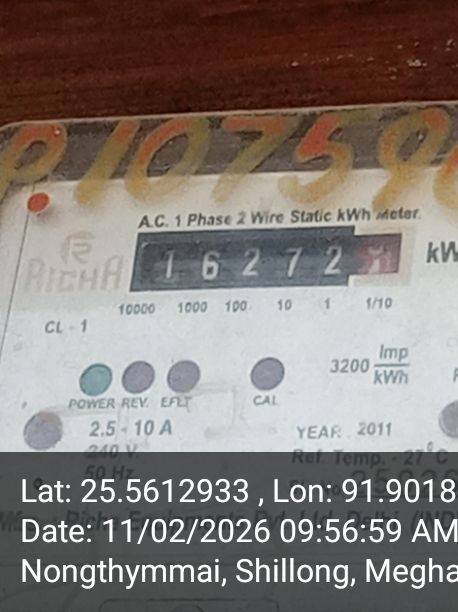 P107590
A.C. 1 Phase 2 Wire Static kWh Meter.
RICHA
1 6 2 7 2
kW
10000 1000 100 10 1 1/10
CL - 1
3200 Imp/kWh
POWER REV. EFLT CAL
2.5 - 10 A
YEAR 2011
240 V.
Ref. Temp. - 27°C
50 Hz
Lat: 25.5612933 , Lon: 91.9018
Date: 11/02/2026 09:56:59 AM
Nongthymmai, Shillong, Megha